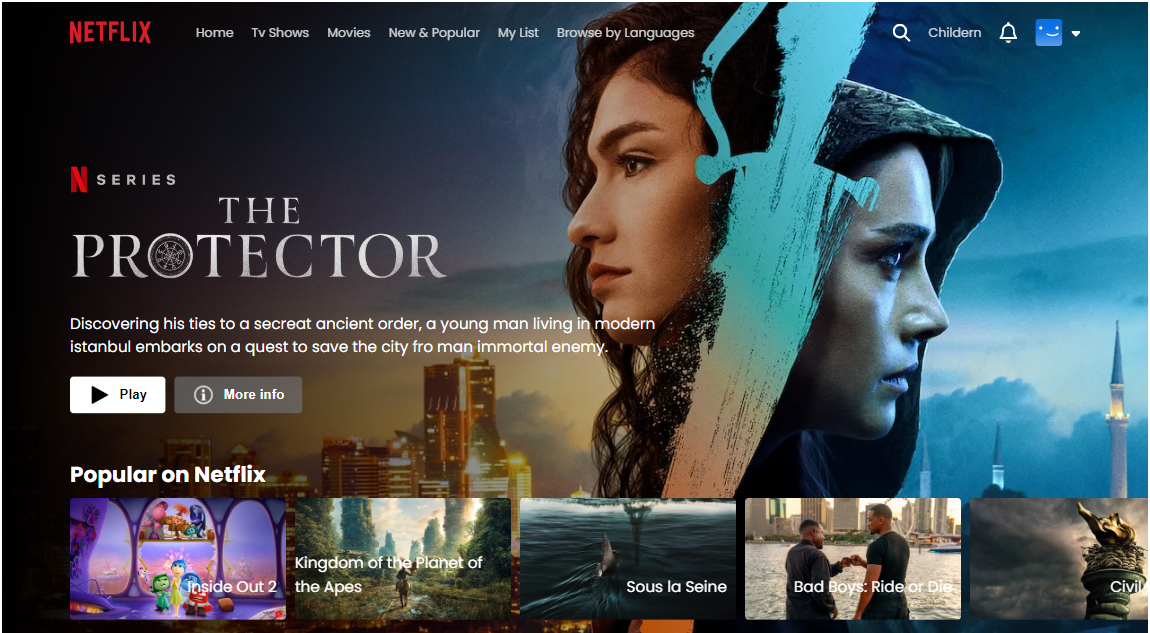 NETFLIX
Home Tv Shows Movies New & Popular My List Browse by Languages
Childern
N SERIES
THE
PROTECTOR
Discovering his ties to a secreat ancient order, a young man living in modern
istanbul embarks on a quest to save the city fro man immortal enemy.
Play
More info
Popular on Netflix
Inside Out 2
Kingdom of the Planet of
the Apes
Sous la Seine
Bad Boys: Ride or Die
Civil